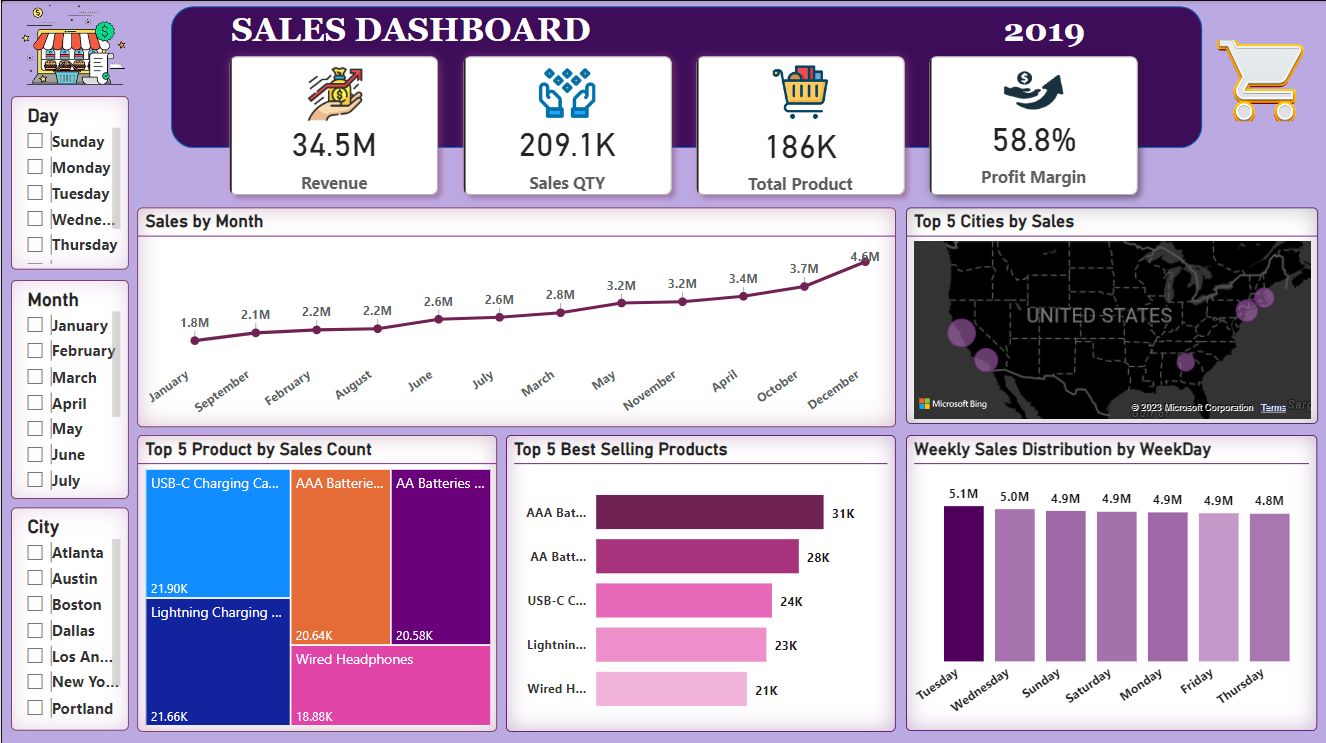 SALES DASHBOARD
2019
34.5M
Revenue
209.1K
Sales QTY
186K
Total Product
58.8%
Profit Margin
Day
Sunday
Monday
Tuesday
Wedne...
Thursday
Month
January
February
March
April
May
June
July
City
Atlanta
Austin
Boston
Dallas
Los An...
New Yo...
Portland
Sales by Month
1.8M
2.1M
2.2M
2.2M
2.6M
2.6M
2.8M
3.2M
3.2M
3.4M
3.7M
4.6M
January
September
February
August
June
July
March
May
November
April
October
December
Top 5 Cities by Sales
UNITED STATES
Microsoft Bing
© 2023 Microsoft Corporation Terms
Top 5 Product by Sales Count
USB-C Charging Ca...
21.90K
Lightning Charging ...
21.66K
AAA Batterie...
20.64K
AA Batteries ...
20.58K
Wired Headphones
18.88K
Top 5 Best Selling Products
AAA Bat... 31K
AA Batt... 28K
USB-C C... 24K
Lightnin... 23K
Wired H... 21K
Weekly Sales Distribution by WeekDay
5.1M
5.0M
4.9M
4.9M
4.9M
4.9M
4.8M
Tuesday
Wednesday
Sunday
Saturday
Monday
Friday
Thursday